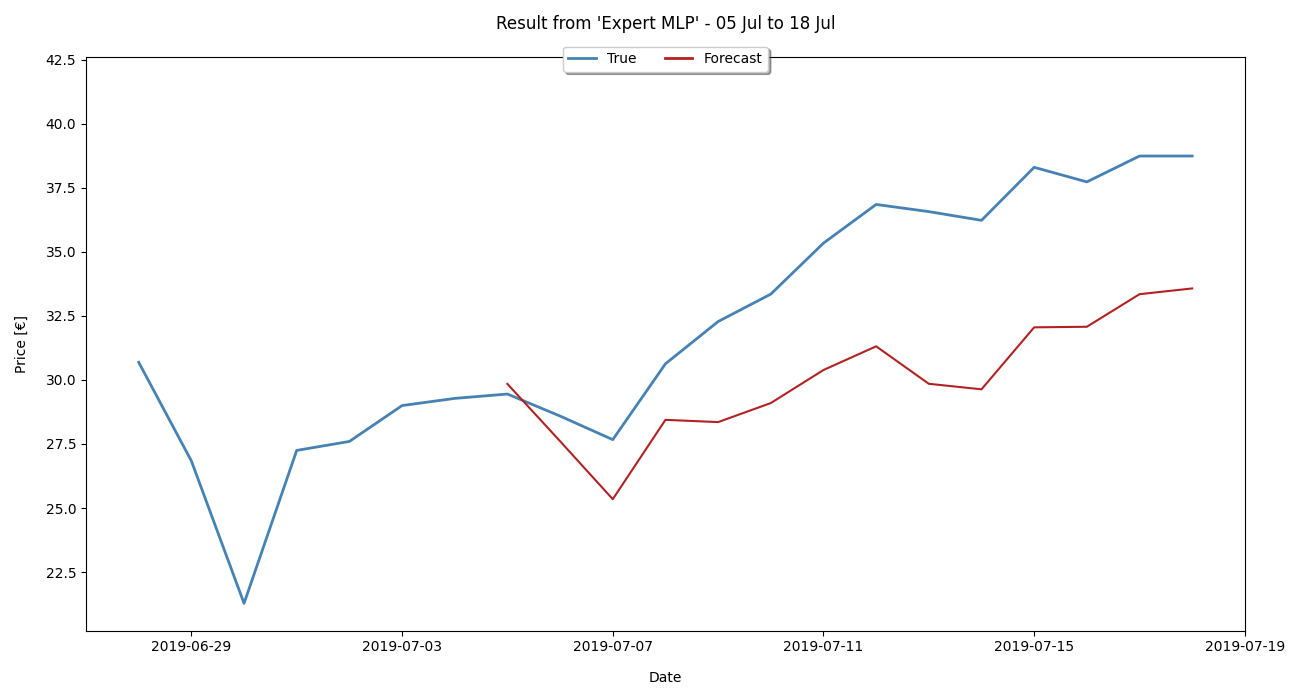 Result from 'Expert MLP' - 05 Jul to 18 Jul
True Forecast
42.5
40.0
37.5
35.0
32.5
30.0
27.5
25.0
22.5
Price [€]
2019-06-29 2019-07-03 2019-07-07 2019-07-11 2019-07-15 2019-07-19
Date